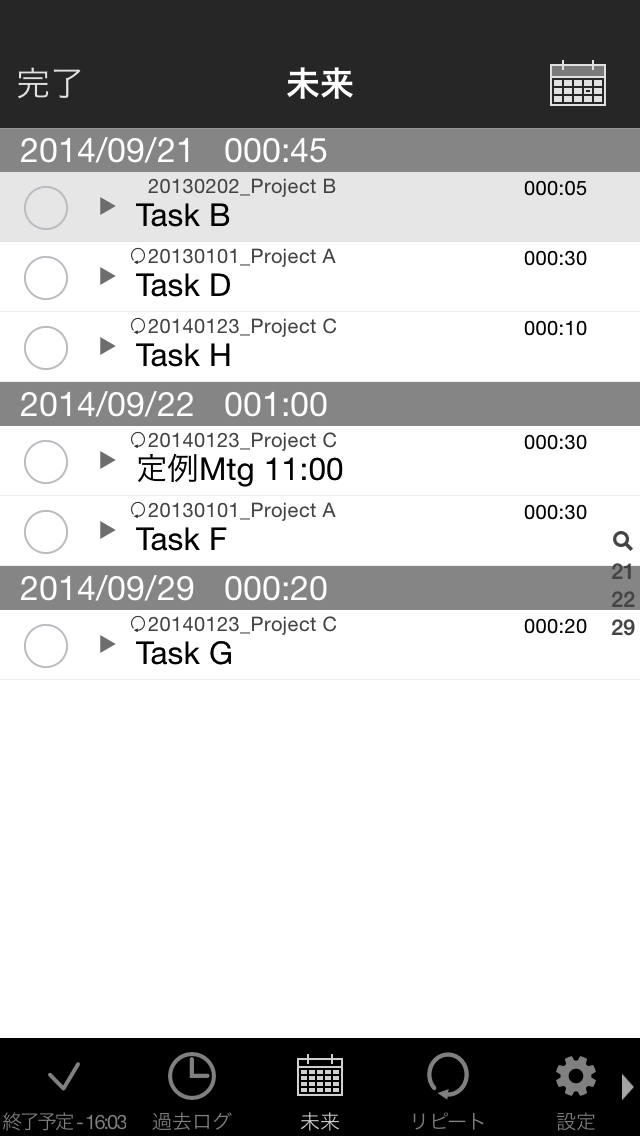 完了 未来
2014/09/21 000:45
20130202_Project B 000:05
Task B
20130101_Project A 000:30
Task D
20140123_Project C 000:10
Task H
2014/09/22 001:00
20140123_Project C 000:30
定例Mtg 11:00
20130101_Project A 000:30
Task F
21
2014/09/29 000:20
22
20140123_Project C 000:20
29
Task G
終了予定-16:03 過去ログ 未来 リピート 設定